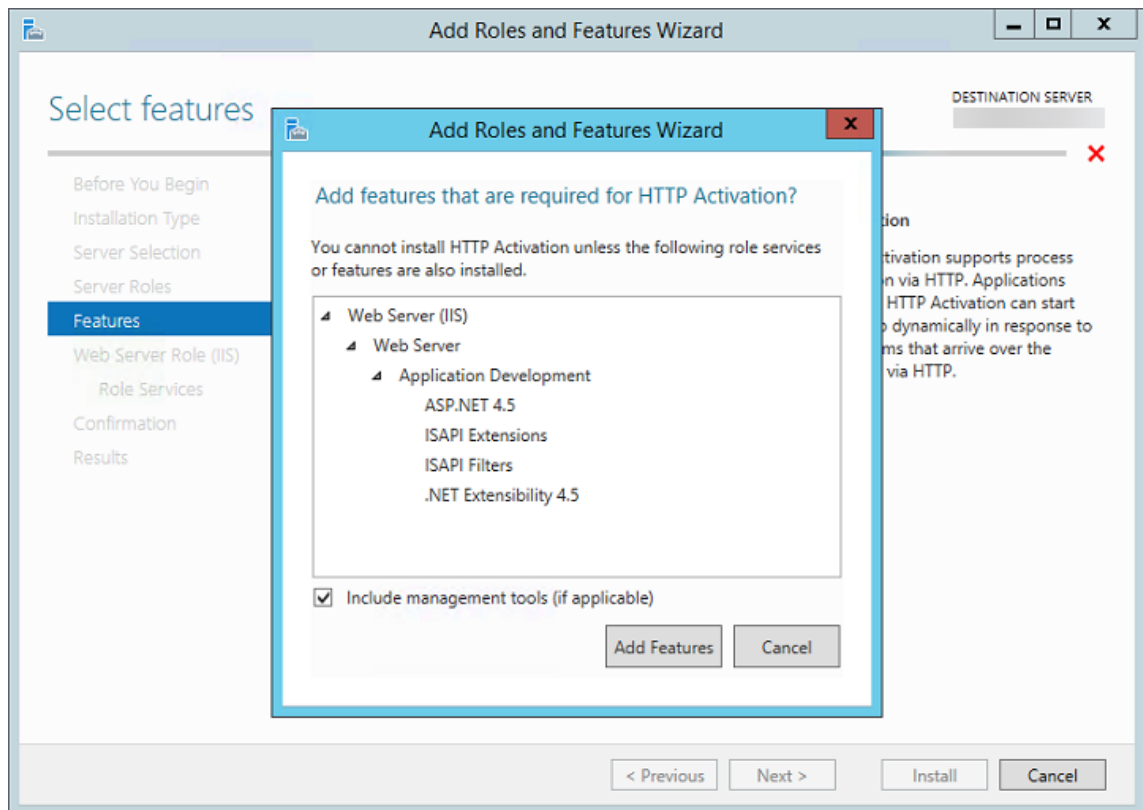 Add Roles and Features Wizard
Select features
DESTINATION SERVER
Before You Begin
Installation Type
Server Selection
Server Roles
Features
Web Server Role (IIS)
Role Services
Confirmation
Results
Add Roles and Features Wizard
Add features that are required for HTTP Activation?
You cannot install HTTP Activation unless the following role services
or features are also installed.
Web Server (IIS)
Web Server
Application Development
ASP.NET 4.5
ISAPI Extensions
ISAPI Filters
.NET Extensibility 4.5
Include management tools (if applicable)
Add Features
Cancel
via HTTP. Applications
HTTP Activation can start
dynamically in response to
that arrive over the
via HTTP.
< Previous
Next >
Install
Cancel